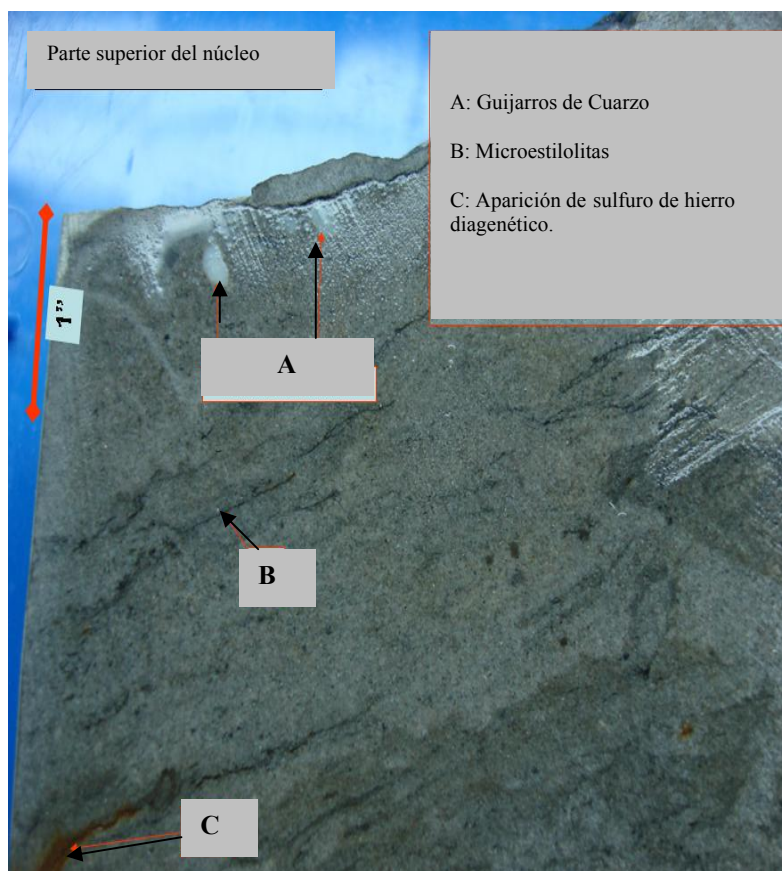 Parte superior del núcleo
A: Guijarros de Cuarzo
B: Microestilolitas
C: Aparición de sulfuro de hierro
diagenético.
1”
A
B
C